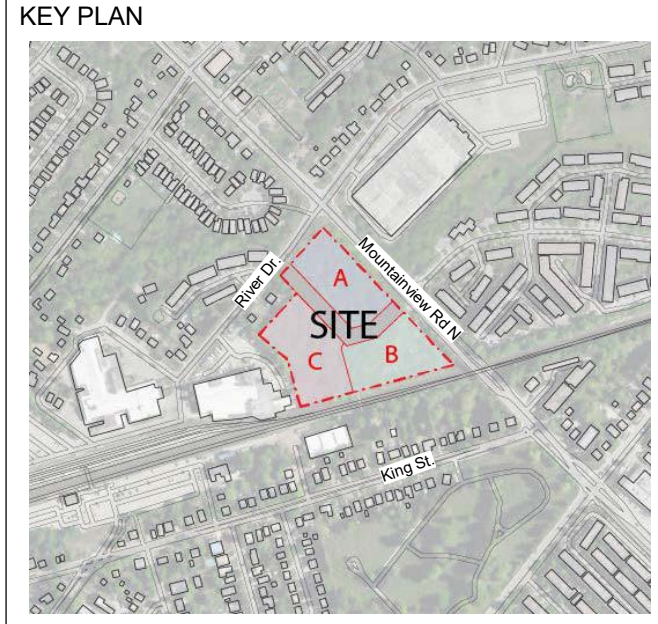 KEY PLAN
River Dr.
Mountainview Rd N
A
SITE
C
B
King St.